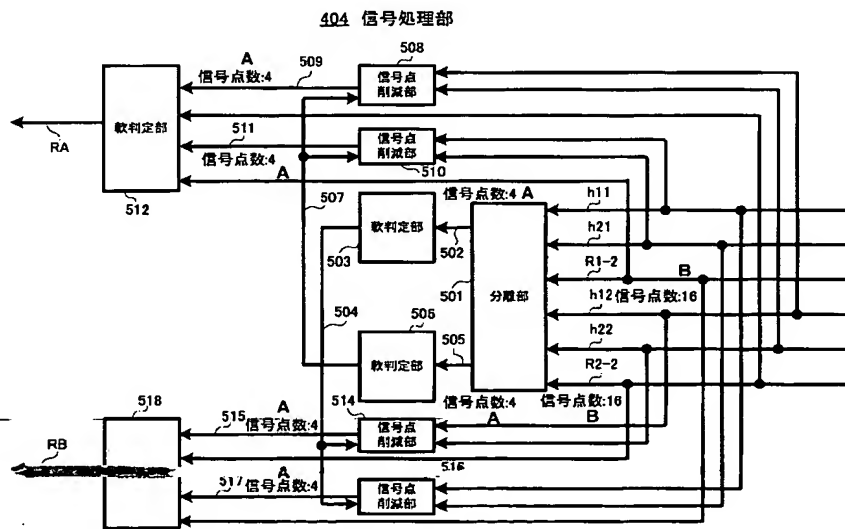 404 信号処理部
508
A
信号点数:4
509
信号点
削減部
軟判定部
RA
511
信号点数:4
信号点
削減部
510
A
512
507
信号点数:4 A
h11
軟判定部
502
503
h21
R1-2
B
501
分離部
504
506
h12 信号点数:16
軟判定部
505
h22
R2-2
518
514
信号点数:4
信号点数:16
515
A
信号点数:4
信号点
削減部
A
B
RB
516
517
A
信号点数:4
信号点
削減部